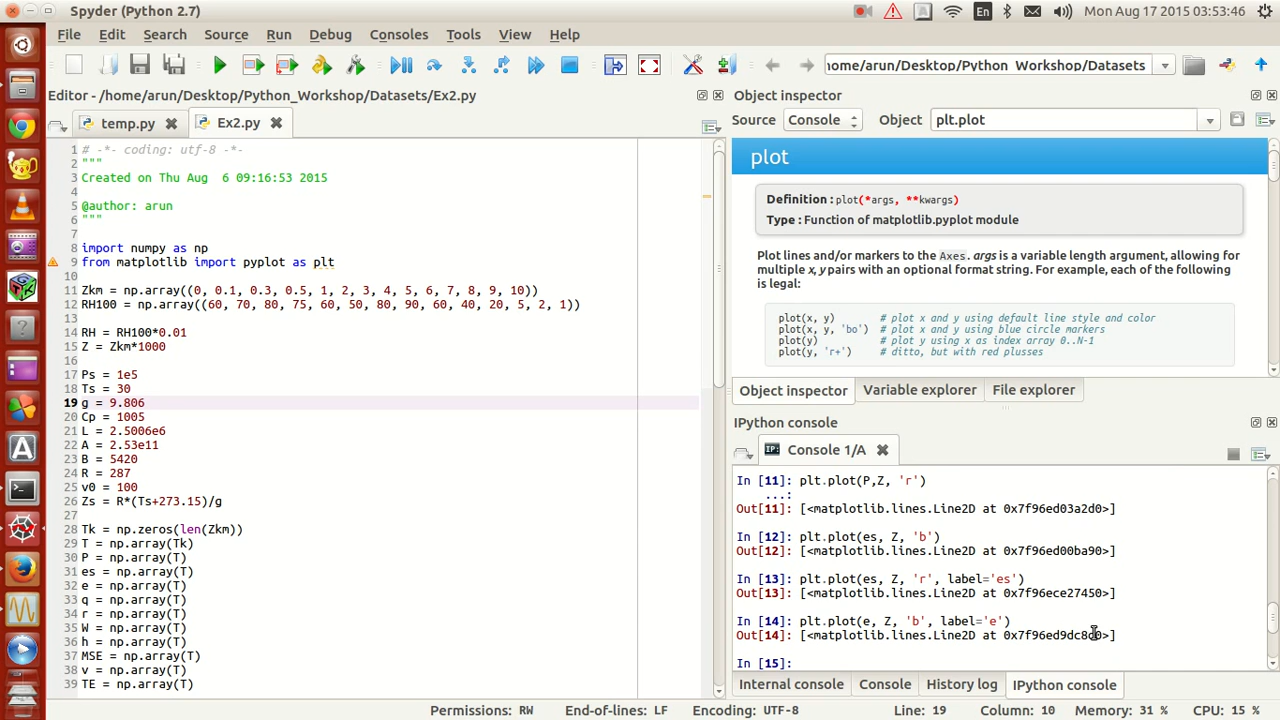 Spyder (Python 2.7)
En
Mon Aug 17 2015 03:53:46
File Edit Search Source Run Debug Consoles Tools View Help
home/arun/Desktop/Python_Workshop/Datasets
Editor - /home/arun/Desktop/Python_Workshop/Datasets/Ex2.py
temp.py
Ex2.py
1 # -*- coding: utf-8 -*-
2 """
3 Created on Thu Aug  6 09:16:53 2015
4
5 @author: arun
6 """
7
8 import numpy as np
9 from matplotlib import pyplot as plt
10
11 Zkm = np.array((0, 0.1, 0.3, 0.5, 1, 2, 3, 4, 5, 6, 7, 8, 9, 10))
12 RH100 = np.array((60, 70, 80, 75, 60, 50, 80, 90, 60, 40, 20, 5, 2, 1))
13
14 RH = RH100*0.01
15 Z = Zkm*1000
16
17 Ps = 1e5
18 Ts = 30
19 g = 9.806
20 Cp = 1005
21 L = 2.5006e6
22 A = 2.53e11
23 B = 5420
24 R = 287
25 v0 = 100
26 Zs = R*(Ts+273.15)/g
27
28 Tk = np.zeros(len(Zkm))
29 T = np.array(Tk)
30 P = np.array(T)
31 es = np.array(T)
32 e = np.array(T)
33 q = np.array(T)
34 r = np.array(T)
35 W = np.array(T)
36 h = np.array(T)
37 MSE = np.array(T)
38 v = np.array(T)
39 TE = np.array(T)
Object inspector
Source Console Object plt.plot
plot
Definition : plot(*args, **kwargs)
Type : Function of matplotlib.pyplot module
Plot lines and/or markers to the Axes. args is a variable length argument, allowing for
multiple x, y pairs with an optional format string. For example, each of the following
is legal:
plot(x, y) # plot x and y using default line style and color
plot(x, y, 'bo') # plot x and y using blue circle markers
plot(y) # plot y using x as index array 0..N-1
plot(y, 'r+') # ditto, but with red plusses
Object inspector Variable explorer File explorer
IPython console
IP: Console 1/A
In [11]: plt.plot(P,Z, 'r')
...:
Out[11]: [<matplotlib.lines.Line2D at 0x7f96ed03a2d0>]
In [12]: plt.plot(es, Z, 'b')
Out[12]: [<matplotlib.lines.Line2D at 0x7f96ed00ba90>]
In [13]: plt.plot(es, Z, 'r', label='es')
Out[13]: [<matplotlib.lines.Line2D at 0x7f96ece27450>]
In [14]: plt.plot(e, Z, 'b', label='e')
Out[14]: [<matplotlib.lines.Line2D at 0x7f96ed9dc8d0>]
In [15]:
Internal console Console History log IPython console
Permissions: RW End-of-lines: LF Encoding: UTF-8 Line: 19 Column: 10 Memory: 31 % CPU: 15 %